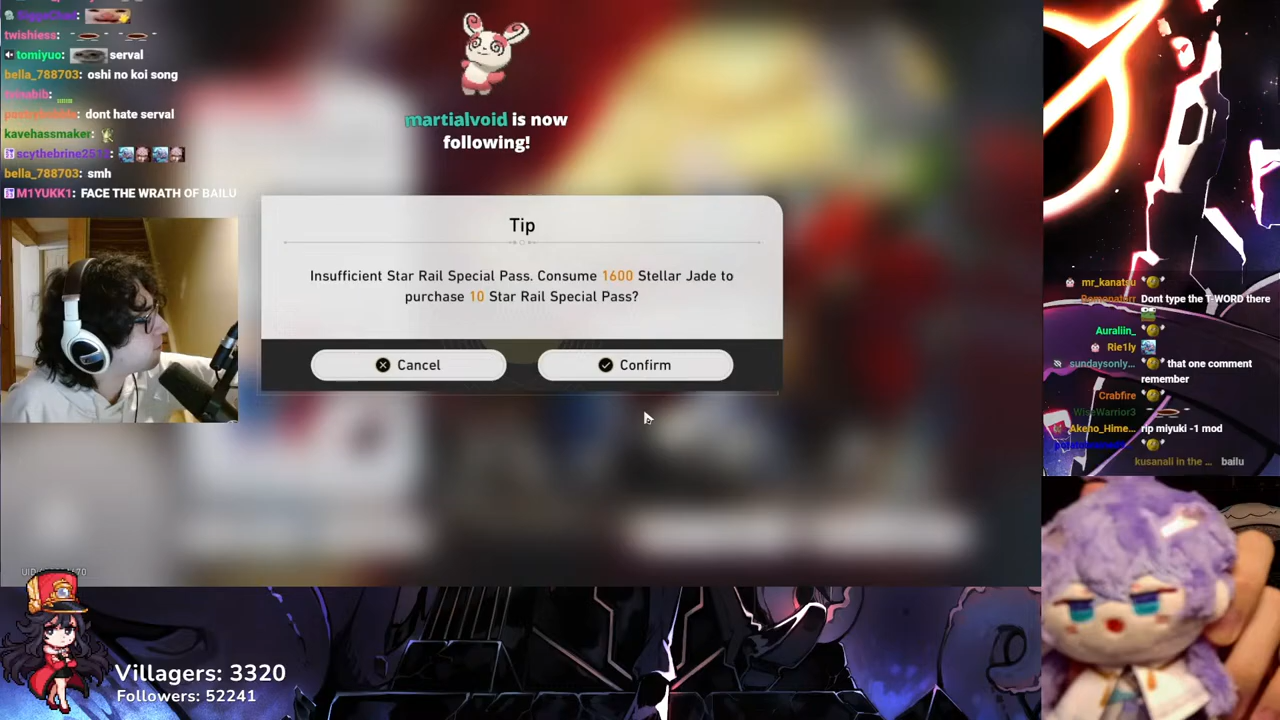 twishiess:
tomiyuo: serval
bella_788703: oshi no koi song
dont hate serval
kavehassmaker:
bella_788703: smh
M1YUKK1: FACE THE WRATH OF BAILU
martialvoid is now
following!
Tip
Insufficient Star Rail Special Pass. Consume 1600 Stellar Jade to
purchase 10 Star Rail Special Pass?
Cancel
Confirm
mr_kanatsu
Dont type the T-WORD there
Auraliin_
Rie1ly
sundaysonly... that one comment
remember
Crabfire
WiseWarrior3
Akeno_Hime... rip miyuki -1 mod
kusanali in the ... bailu
Villagers: 3320
Followers: 52241